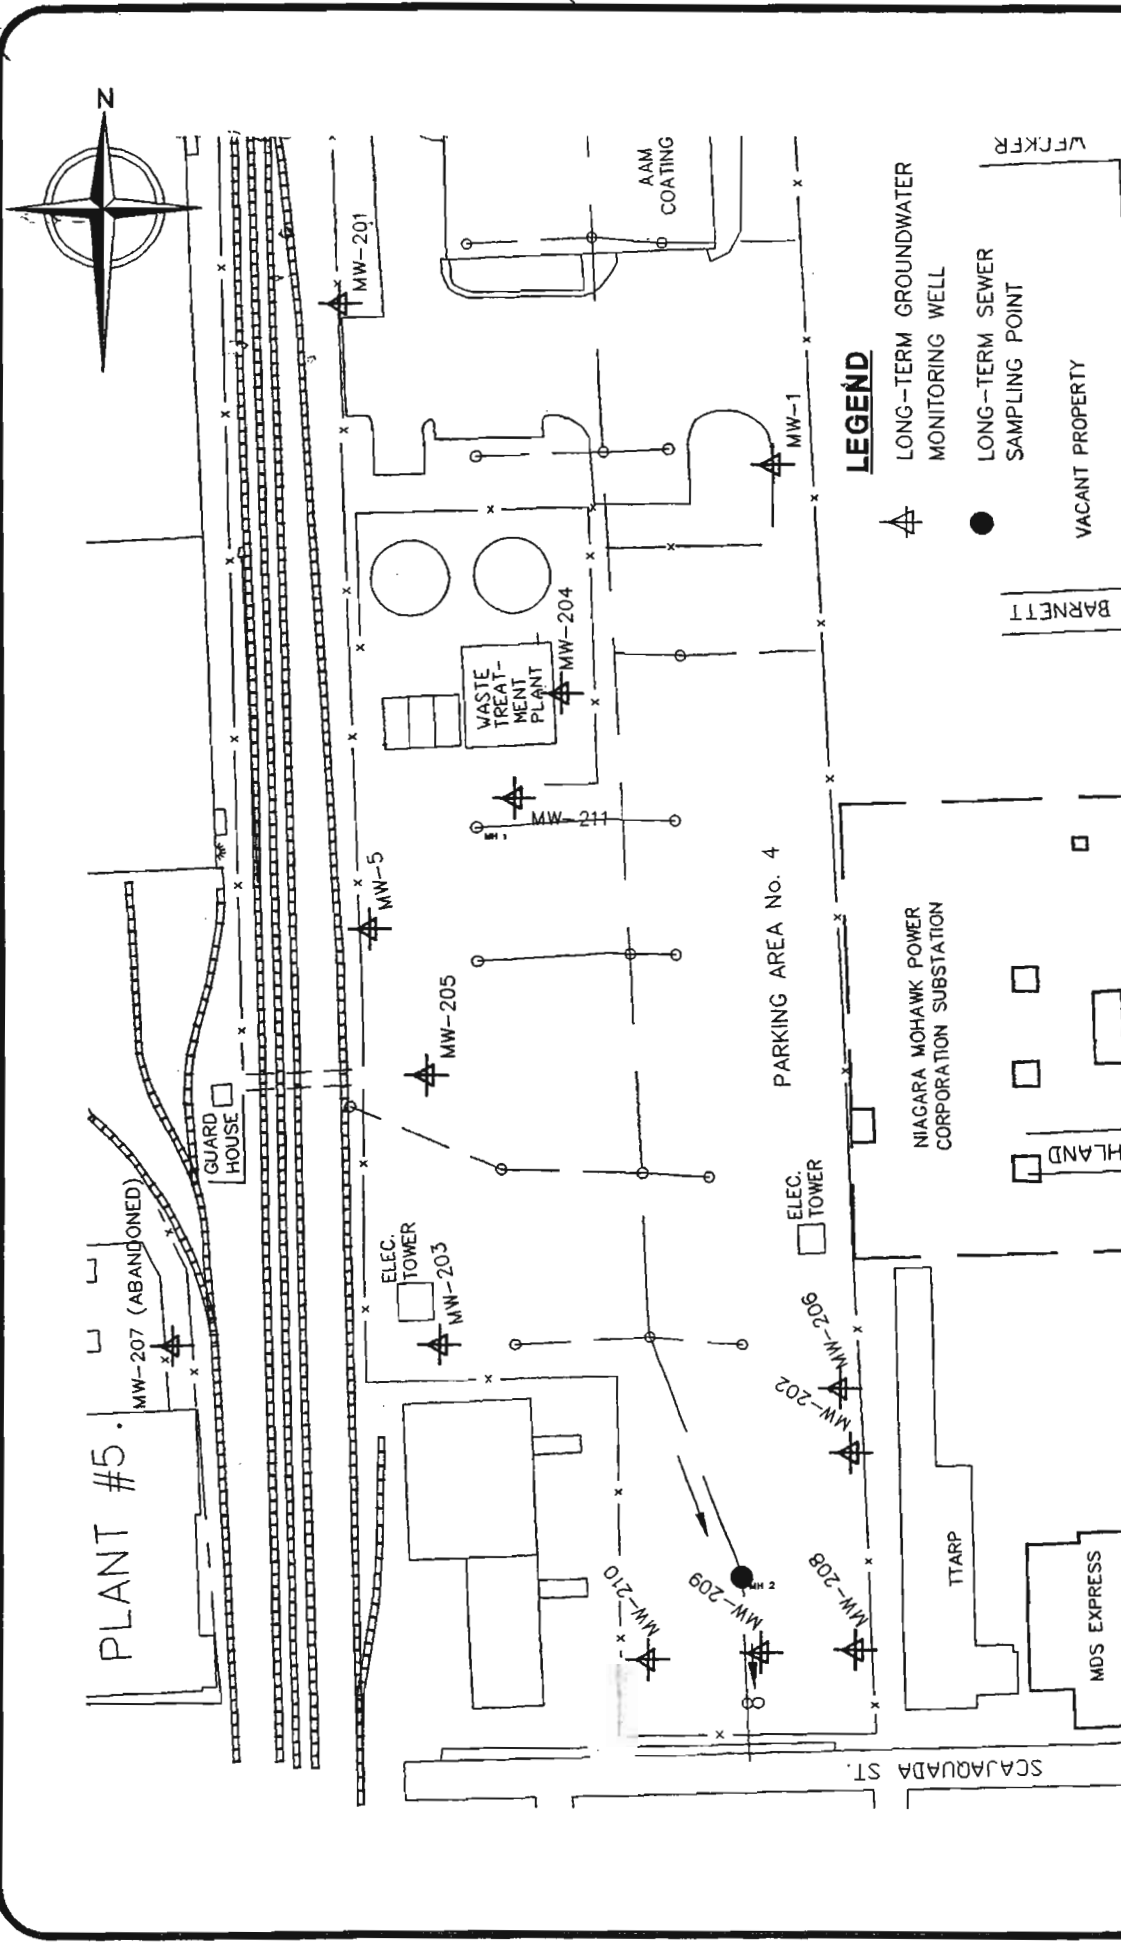 N
MW-201
AAM
COATING
WECKER
MW-1
LEGEND
LONG-TERM GROUNDWATER
MONITORING WELL
LONG-TERM SEWER
SAMPLING POINT
VACANT PROPERTY
BARNETT
WASTE
TREAT-
MENT
PLANT
MW-204
MW-211
MH 1
MW-5
MW-205
PARKING AREA No. 4
NIAGARA MOHAWK POWER
CORPORATION SUBSTATION
HLAND
GUARD
HOUSE
MW-207 (ABANDONED)
ELEC.
TOWER
MW-203
ELEC.
TOWER
MW-206
MW-202
PLANT #5.
MW-210
MW-209
MH 2
MW-208
8
TTARP
MDS EXPRESS
SCAJAQUADA ST.